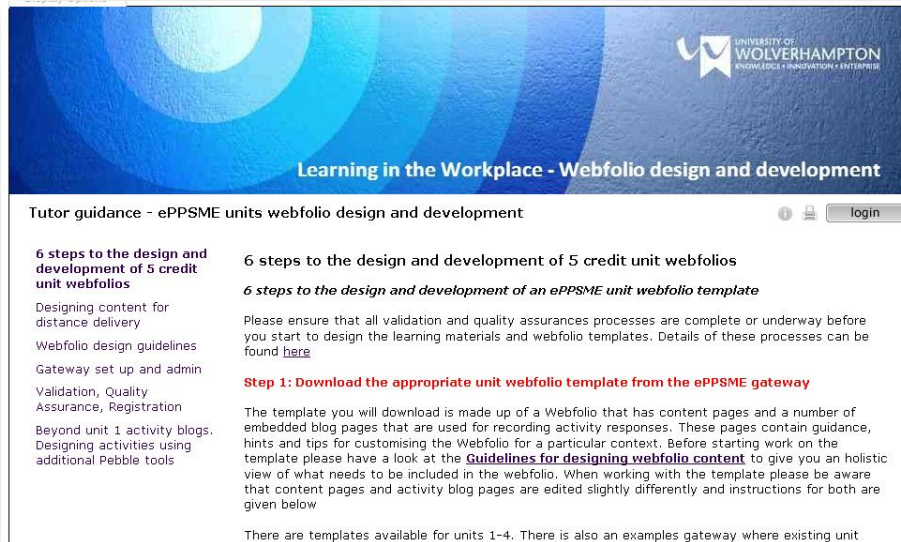 UNIVERSITY OF
WOLVERHAMPTON
KNOWLEDGE • INNOVATION • ENTERPRISE
Learning in the Workplace - Webfolio design and development
Tutor guidance - ePPSME units webfolio design and development
login
6 steps to the design and
development of 5 credit
unit webfolios
Designing content for
distance delivery
Webfolio design guidelines
Gateway set up and admin
Validation, Quality
Assurance, Registration
Beyond unit 1 activity blogs.
Designing activities using
additional Pebble tools
6 steps to the design and development of 5 credit unit webfolios
6 steps to the design and development of an ePPSME unit webfolio template
Please ensure that all validation and quality assurances processes are complete or underway before
you start to design the learning materials and webfolio templates. Details of these processes can be
found here
Step 1: Download the appropriate unit webfolio template from the ePPSME gateway
The template you will download is made up of a Webfolio that has content pages and a number of
embedded blog pages that are used for recording activity responses. These pages contain guidance,
hints and tips for customising the Webfolio for a particular context. Before starting work on the
template please have a look at the Guidelines for designing webfolio content to give you an holistic
view of what needs to be included in the webfolio. When working with the template please be aware
that content pages and activity blog pages are edited slightly differently and instructions for both are
given below
There are templates available for units 1-4. There is also an examples gateway where existing unit